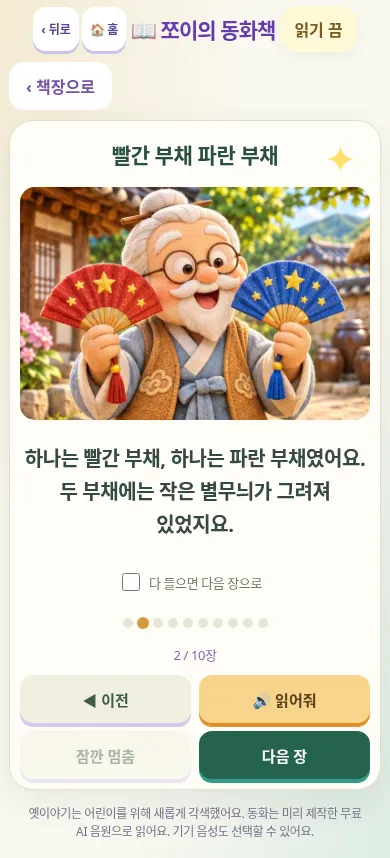 ‹ 뒤로 🏠 홈 📖 쪼이의 동화책 읽기 끔
‹ 책장으로
빨간 부채 파란 부채
하나는 빨간 부채, 하나는 파란 부채였어요.
두 부채에는 작은 별무늬가 그려져
있었지요.
다 들으면 다음 장으로
2 / 10장
◀ 이전 🔊 읽어줘
잠깐 멈춤 다음 장
옛이야기는 어린이를 위해 새롭게 각색했어요. 동화는 미리 제작한 무료
AI 음원으로 읽어요. 기기 음성도 선택할 수 있어요.